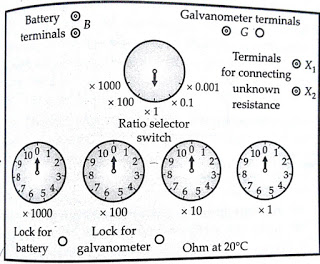 Battery terminals B
Galvanometer terminals
G
Terminals for connecting unknown resistance
X1
X2
× 1000
× 100
× 1
× 0.1
× 0.001
Ratio selector
switch
10 0 1
9 2
8 3
7 6 5 4
10 0 1
9 2
8 3
7 6 5 4
10 0 1
9 2
8 3
7 6 5 4
10 0 1
9 2
8 3
7 6 5 4
× 1000
× 100
× 10
× 1
Lock for
battery
Lock for
galvanometer
Ohm at 20°C